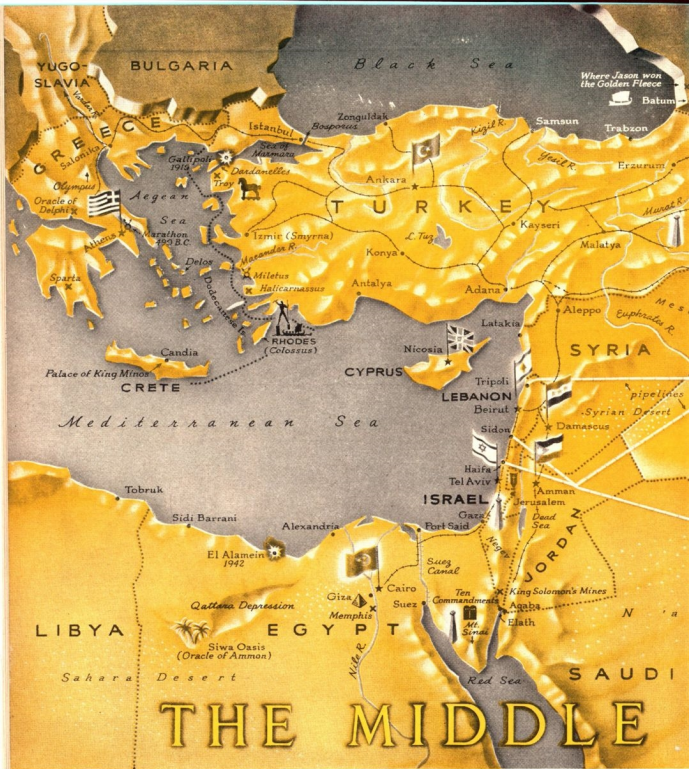 YUGO-
SLAVIA
BULGARIA
Black Sea
Where Jason won
the Golden Fleece
Batum
Vardar R.
GREECE
Salonika
Istanbul
Bosporus
Zonguldak
Kizil R.
Samsun
Trabzon
Sea of
Marmara
Gallipoli
1915
Dardanelles
Troy
Yesil R.
Erzurum
Olympus
Oracle of
Delphi
Aegean
Sea
Ankara
TURKEY
Murat R.
Athens
Marathon
490 B.C.
Izmir (Smyrna)
L. Tuz
Kayseri
Maeander R.
Konya
Malatya
Sparta
Delos
Miletus
Halicarnassus
Antalya
Adana
Dodecanese Is.
Aleppo
Mes
Euphrates R.
RHODES
(Colossus)
Latakia
Candia
Palace of King Minos
CRETE
Nicosia
CYPRUS
SYRIA
Tripoli
LEBANON
Beirut
pipelines
Syrian Desert
Mediterranean Sea
Sidon
Damascus
Haifa
Tel Aviv
ISRAEL
Amman
Jerusalem
Tobruk
Gaza
Dead
Sea
Sidi Barrani
Alexandria
Port Said
El Alamein
1942
Negev
JORDAN
Suez
Canal
Cairo
Giza
Memphis
Suez
Ten
Commandments
King Solomon's Mines
Aqaba
Elath
Qattara Depression
LIBYA
EGYPT
Mt.
Sinai
N a
Siwa Oasis
(Oracle of Ammon)
Nile R.
Sahara Desert
Red Sea
SAUDI
THE MIDDLE